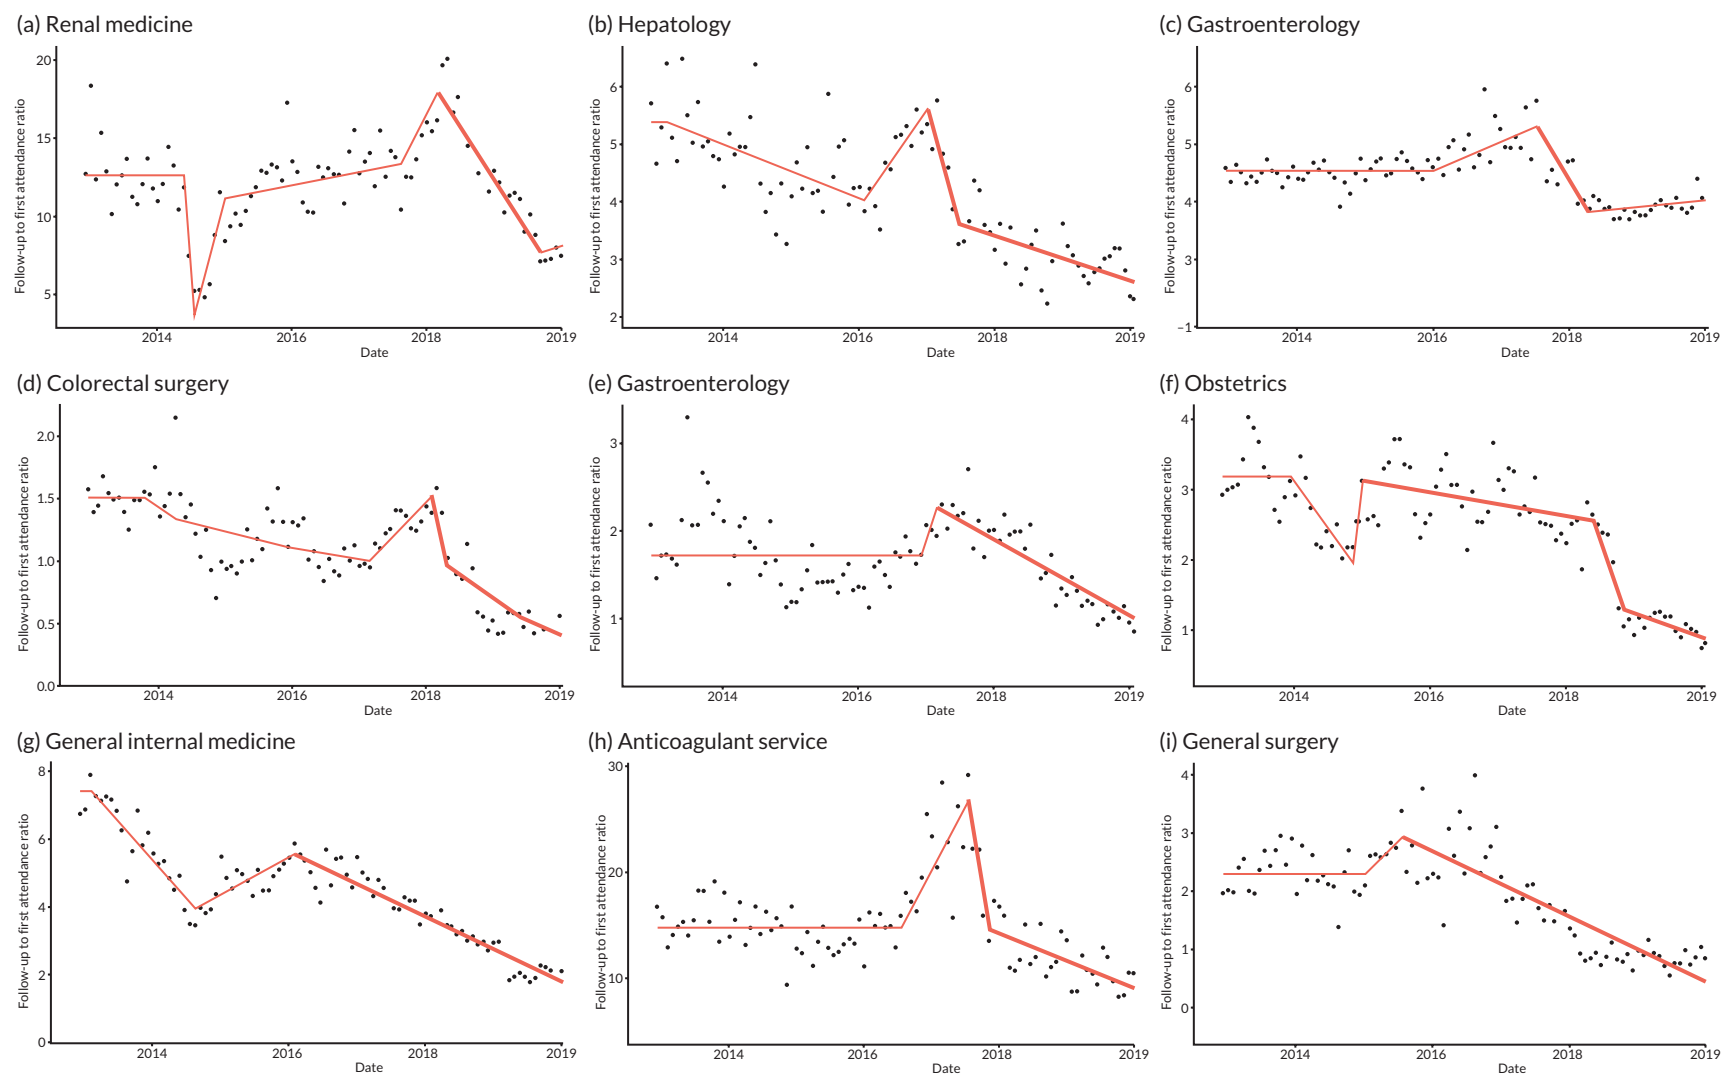 (a) Renal medicine
Follow-up to first attendance ratio
20
15
10
5
2014
2016
2018
2019
Date
(b) Hepatology
Follow-up to first attendance ratio
6
5
4
3
2
2014
2016
2018
2019
Date
(c) Gastroenterology
Follow-up to first attendance ratio
6
5
4
3
–1
2014
2016
2018
2019
Date
(d) Colorectal surgery
Follow-up to first attendance ratio
2.0
1.5
1.0
0.5
0.0
2014
2016
2018
2019
Date
(e) Gastroenterology
Follow-up to first attendance ratio
3
2
1
2014
2016
2018
2019
Date
(f) Obstetrics
Follow-up to first attendance ratio
4
3
2
1
2014
2016
2018
2019
Date
(g) General internal medicine
Follow-up to first attendance ratio
8
6
4
2
0
2014
2016
2018
2019
Date
(h) Anticoagulant service
Follow-up to first attendance ratio
30
20
10
2014
2016
2018
2019
Date
(i) General surgery
Follow-up to first attendance ratio
4
3
2
1
0
2014
2016
2018
2019
Date